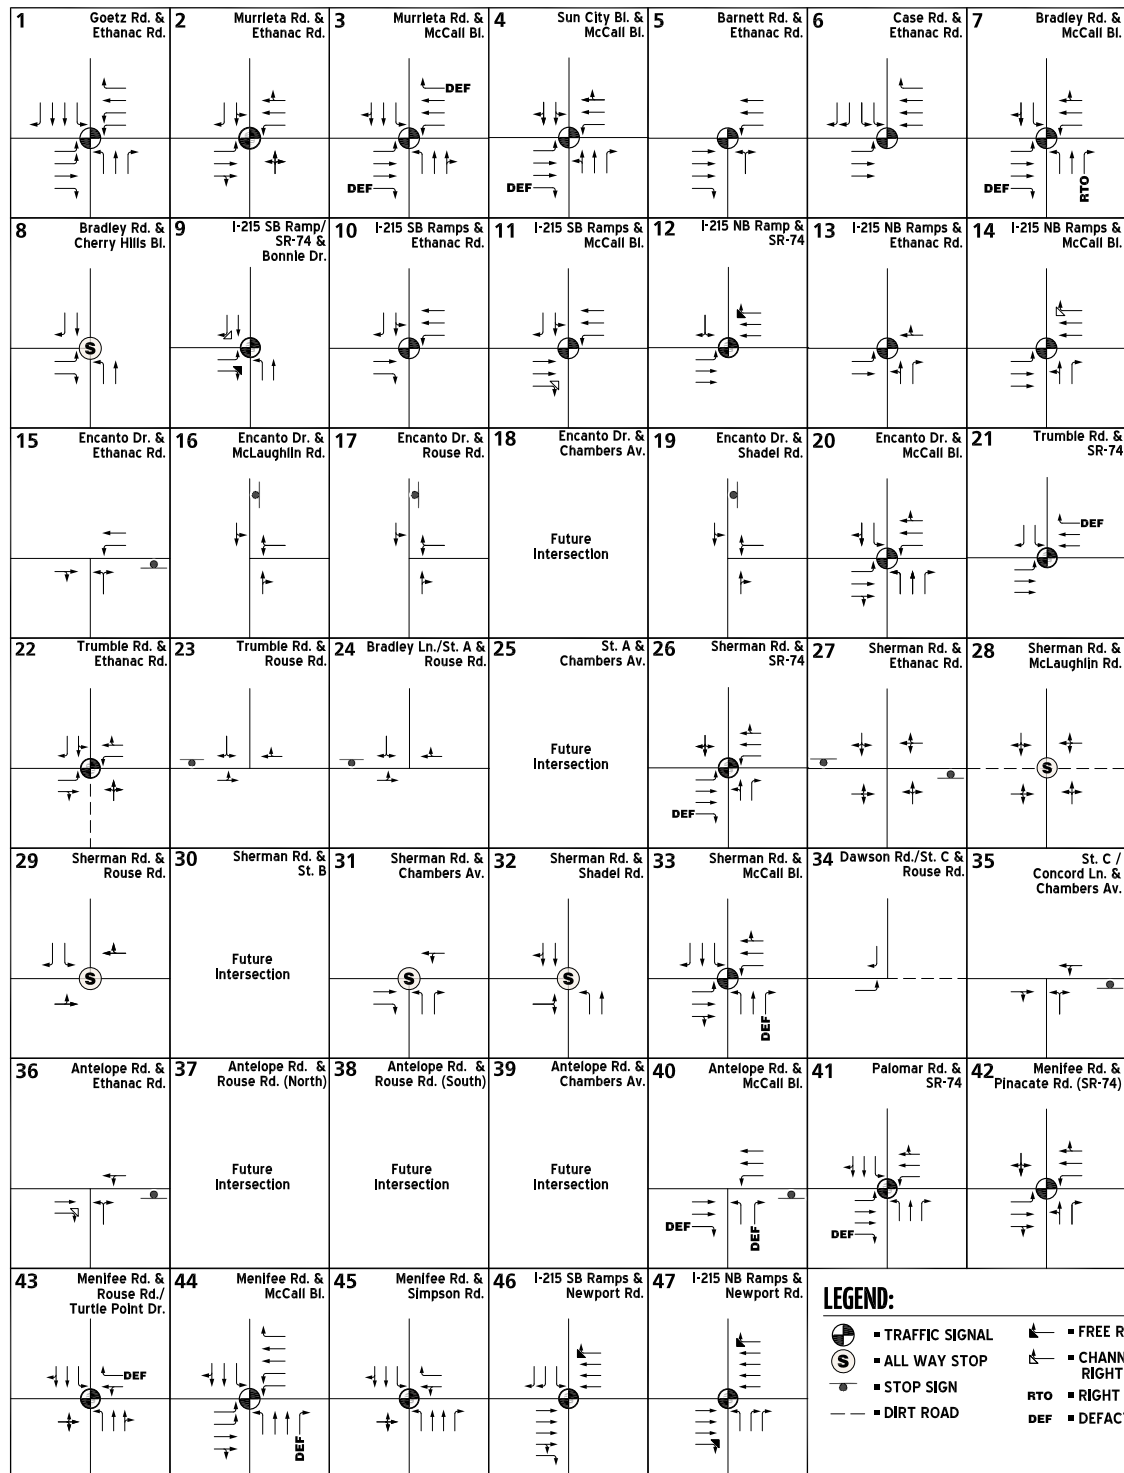 1 Goetz Rd. &
Ethanac Rd.
2 Murrieta Rd. &
Ethanac Rd.
3 Murrieta Rd. &
McCall Bl.
DEF
DEF
4 Sun City Bl. &
McCall Bl.
DEF
5 Barnett Rd. &
Ethanac Rd.
6 Case Rd. &
Ethanac Rd.
7 Bradley Rd. &
McCall Bl.
DEF
RTO
8 Bradley Rd. &
Cherry Hills Bl.
S
9 I-215 SB Ramp/
SR-74 &
Bonnie Dr.
10 I-215 SB Ramps &
Ethanac Rd.
11 I-215 SB Ramps &
McCall Bl.
12 I-215 NB Ramp &
SR-74
13 I-215 NB Ramps &
Ethanac Rd.
14 I-215 NB Ramps &
McCall Bl.
15 Encanto Dr. &
Ethanac Rd.
16 Encanto Dr. &
McLaughlin Rd.
17 Encanto Dr. &
Rouse Rd.
18 Encanto Dr. &
Chambers Av.
Future
Intersection
19 Encanto Dr. &
Shadel Rd.
20 Encanto Dr. &
McCall Bl.
21 Trumble Rd. &
SR-74
DEF
22 Trumble Rd. &
Ethanac Rd.
23 Trumble Rd. &
Rouse Rd.
24 Bradley Ln./St. A &
Rouse Rd.
25 St. A &
Chambers Av.
Future
Intersection
26 Sherman Rd. &
SR-74
DEF
27 Sherman Rd. &
Ethanac Rd.
28 Sherman Rd. &
McLaughlin Rd.
S
29 Sherman Rd. &
Rouse Rd.
S
30 Sherman Rd. &
St. B
Future
Intersection
31 Sherman Rd. &
Chambers Av.
S
32 Sherman Rd. &
Shadel Rd.
S
33 Sherman Rd. &
McCall Bl.
DEF
34 Dawson Rd./St. C &
Rouse Rd.
35 St. C /
Concord Ln. &
Chambers Av.
36 Antelope Rd. &
Ethanac Rd.
37 Antelope Rd. &
Rouse Rd. (North)
Future
Intersection
38 Antelope Rd. &
Rouse Rd. (South)
Future
Intersection
39 Antelope Rd. &
Chambers Av.
Future
Intersection
40 Antelope Rd. &
McCall Bl.
DEF
DEF
41 Palomar Rd. &
SR-74
DEF
42 Menifee Rd. &
Pinacate Rd. (SR-74)
43 Menifee Rd. &
Rouse Rd./
Turtle Point Dr.
DEF
44 Menifee Rd. &
McCall Bl.
DEF
45 Menifee Rd. &
Simpson Rd.
46 I-215 SB Ramps &
Newport Rd.
47 I-215 NB Ramps &
Newport Rd.
LEGEND:
= TRAFFIC SIGNAL
S = ALL WAY STOP
= STOP SIGN
= DIRT ROAD
= FREE R
= CHANN
RIGHT
RTO = RIGHT
DEF = DEFAC